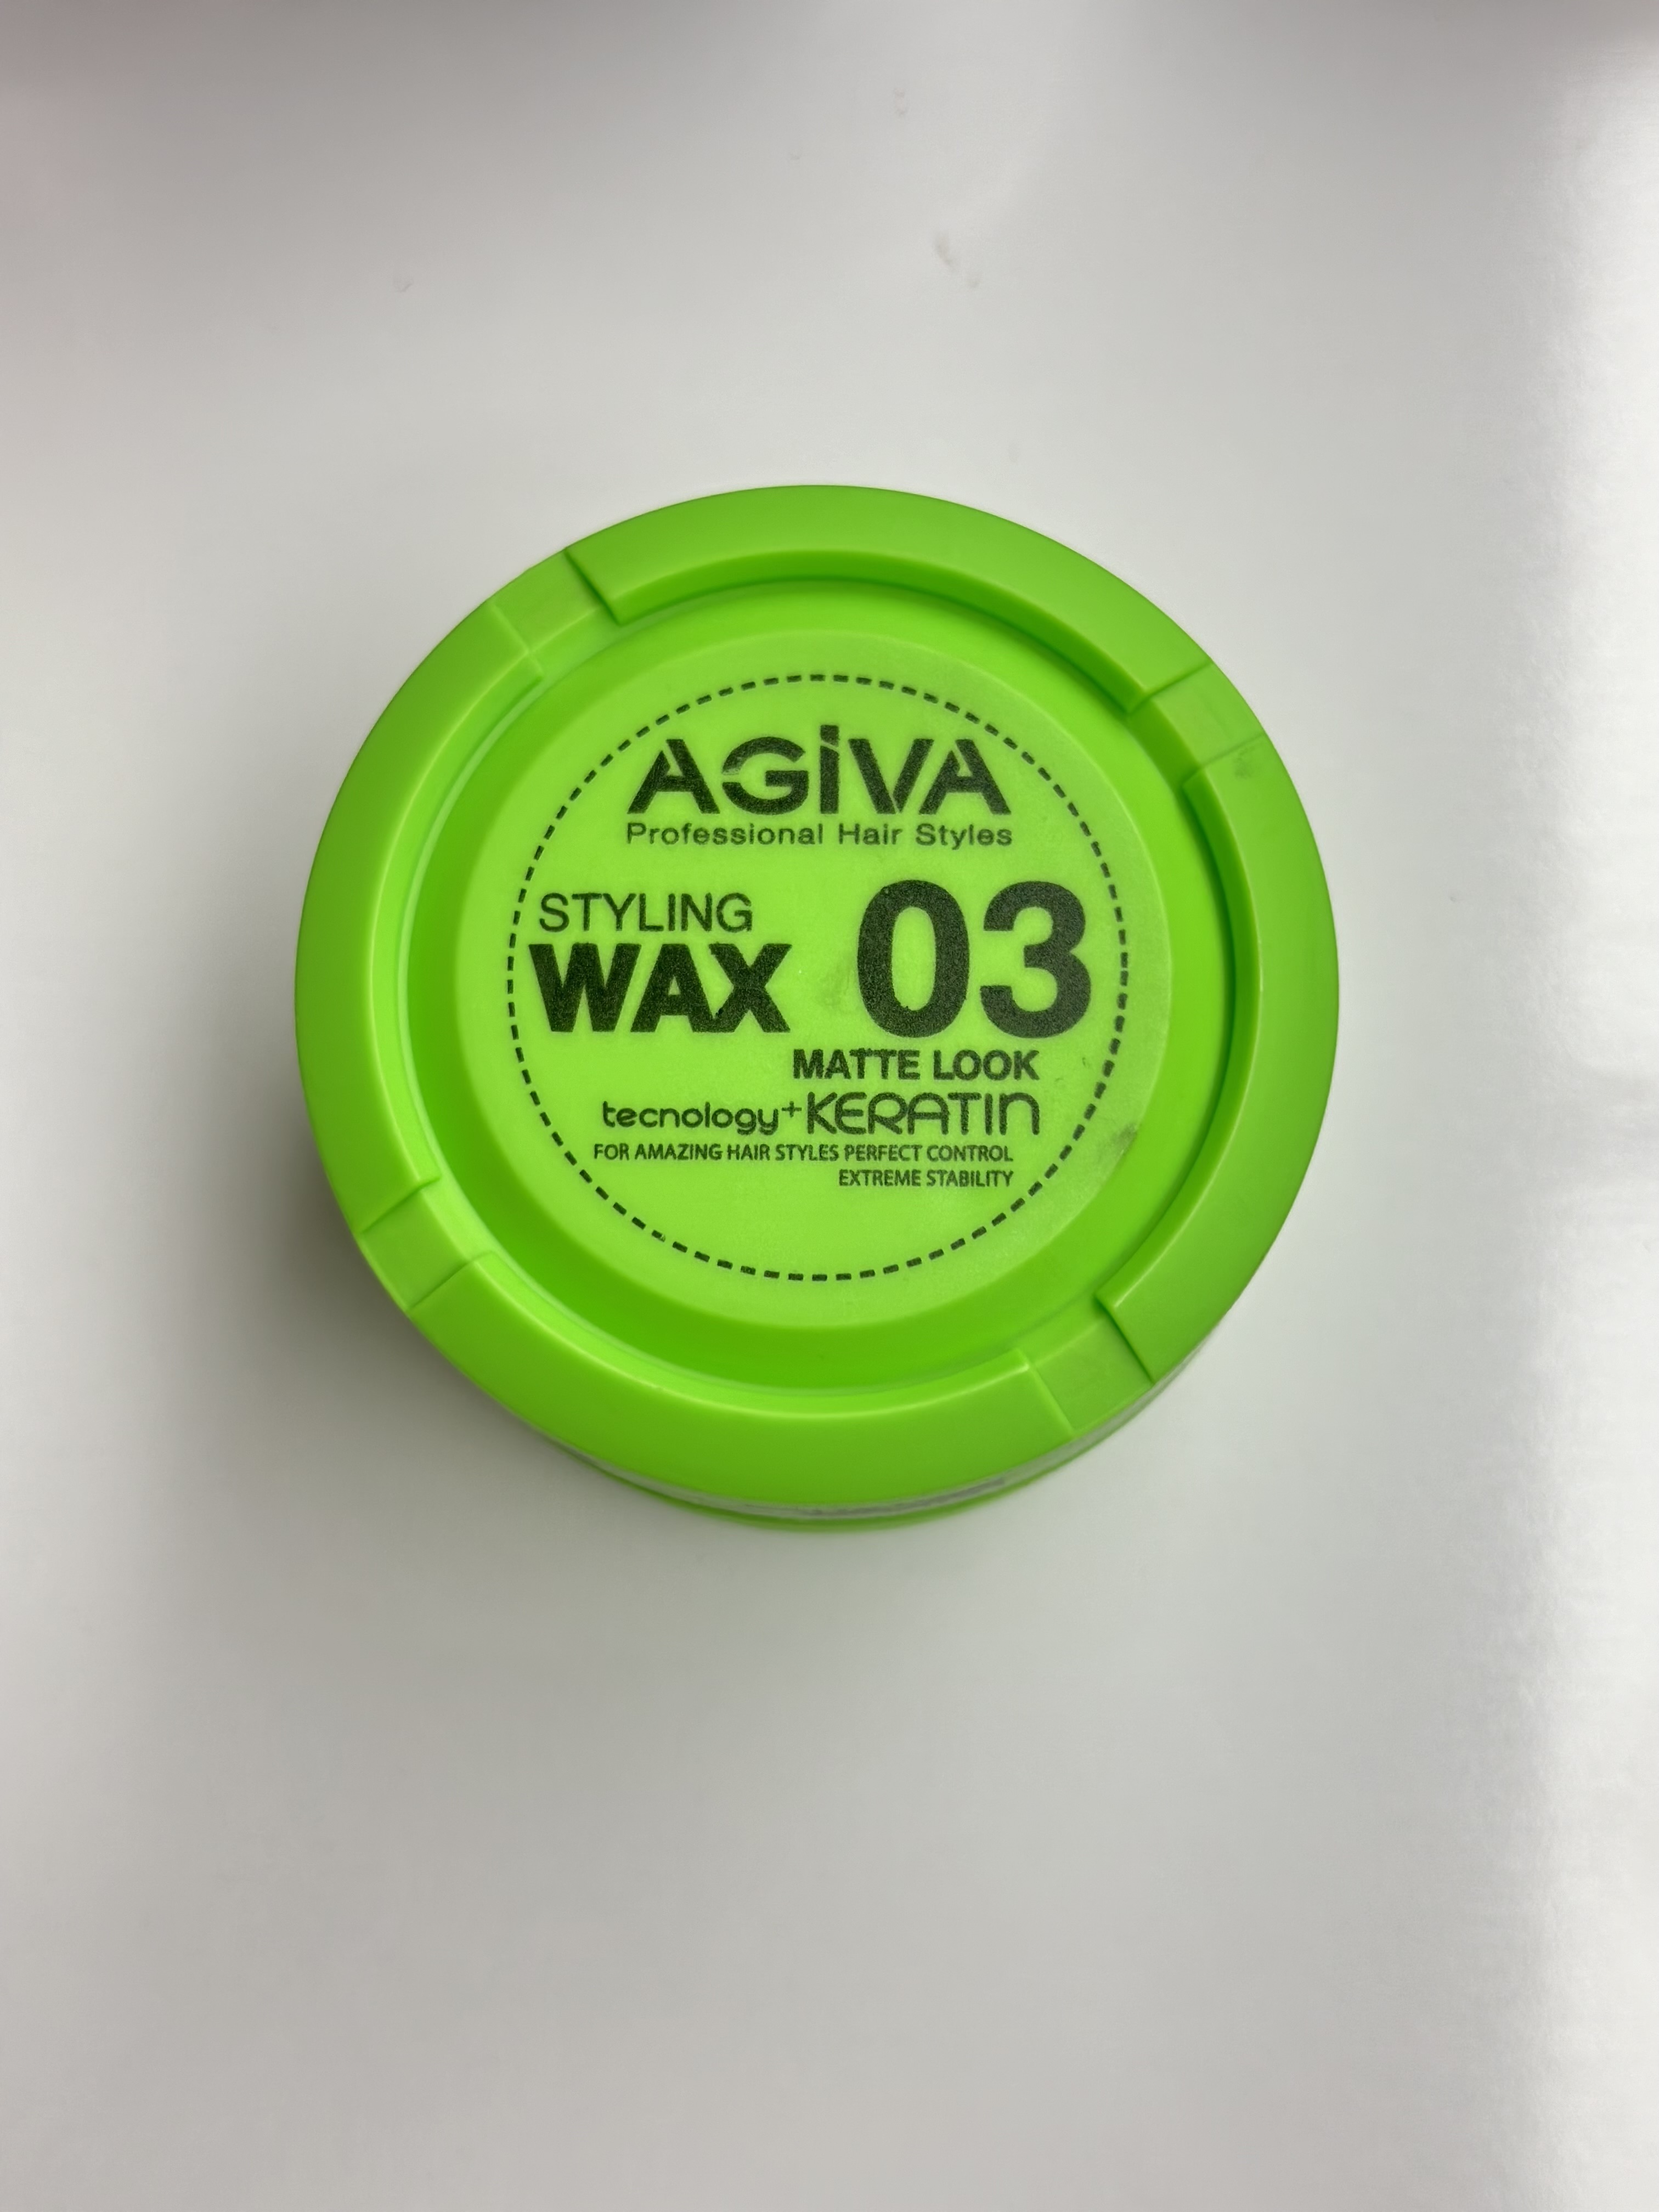 AGiVA
Professional Hair Styles
STYLING
WAX 03
MATTE LOOK
tecnology+KERATIN
FOR AMAZING HAIR STYLES PERFECT CONTROL
EXTREME STABILITY